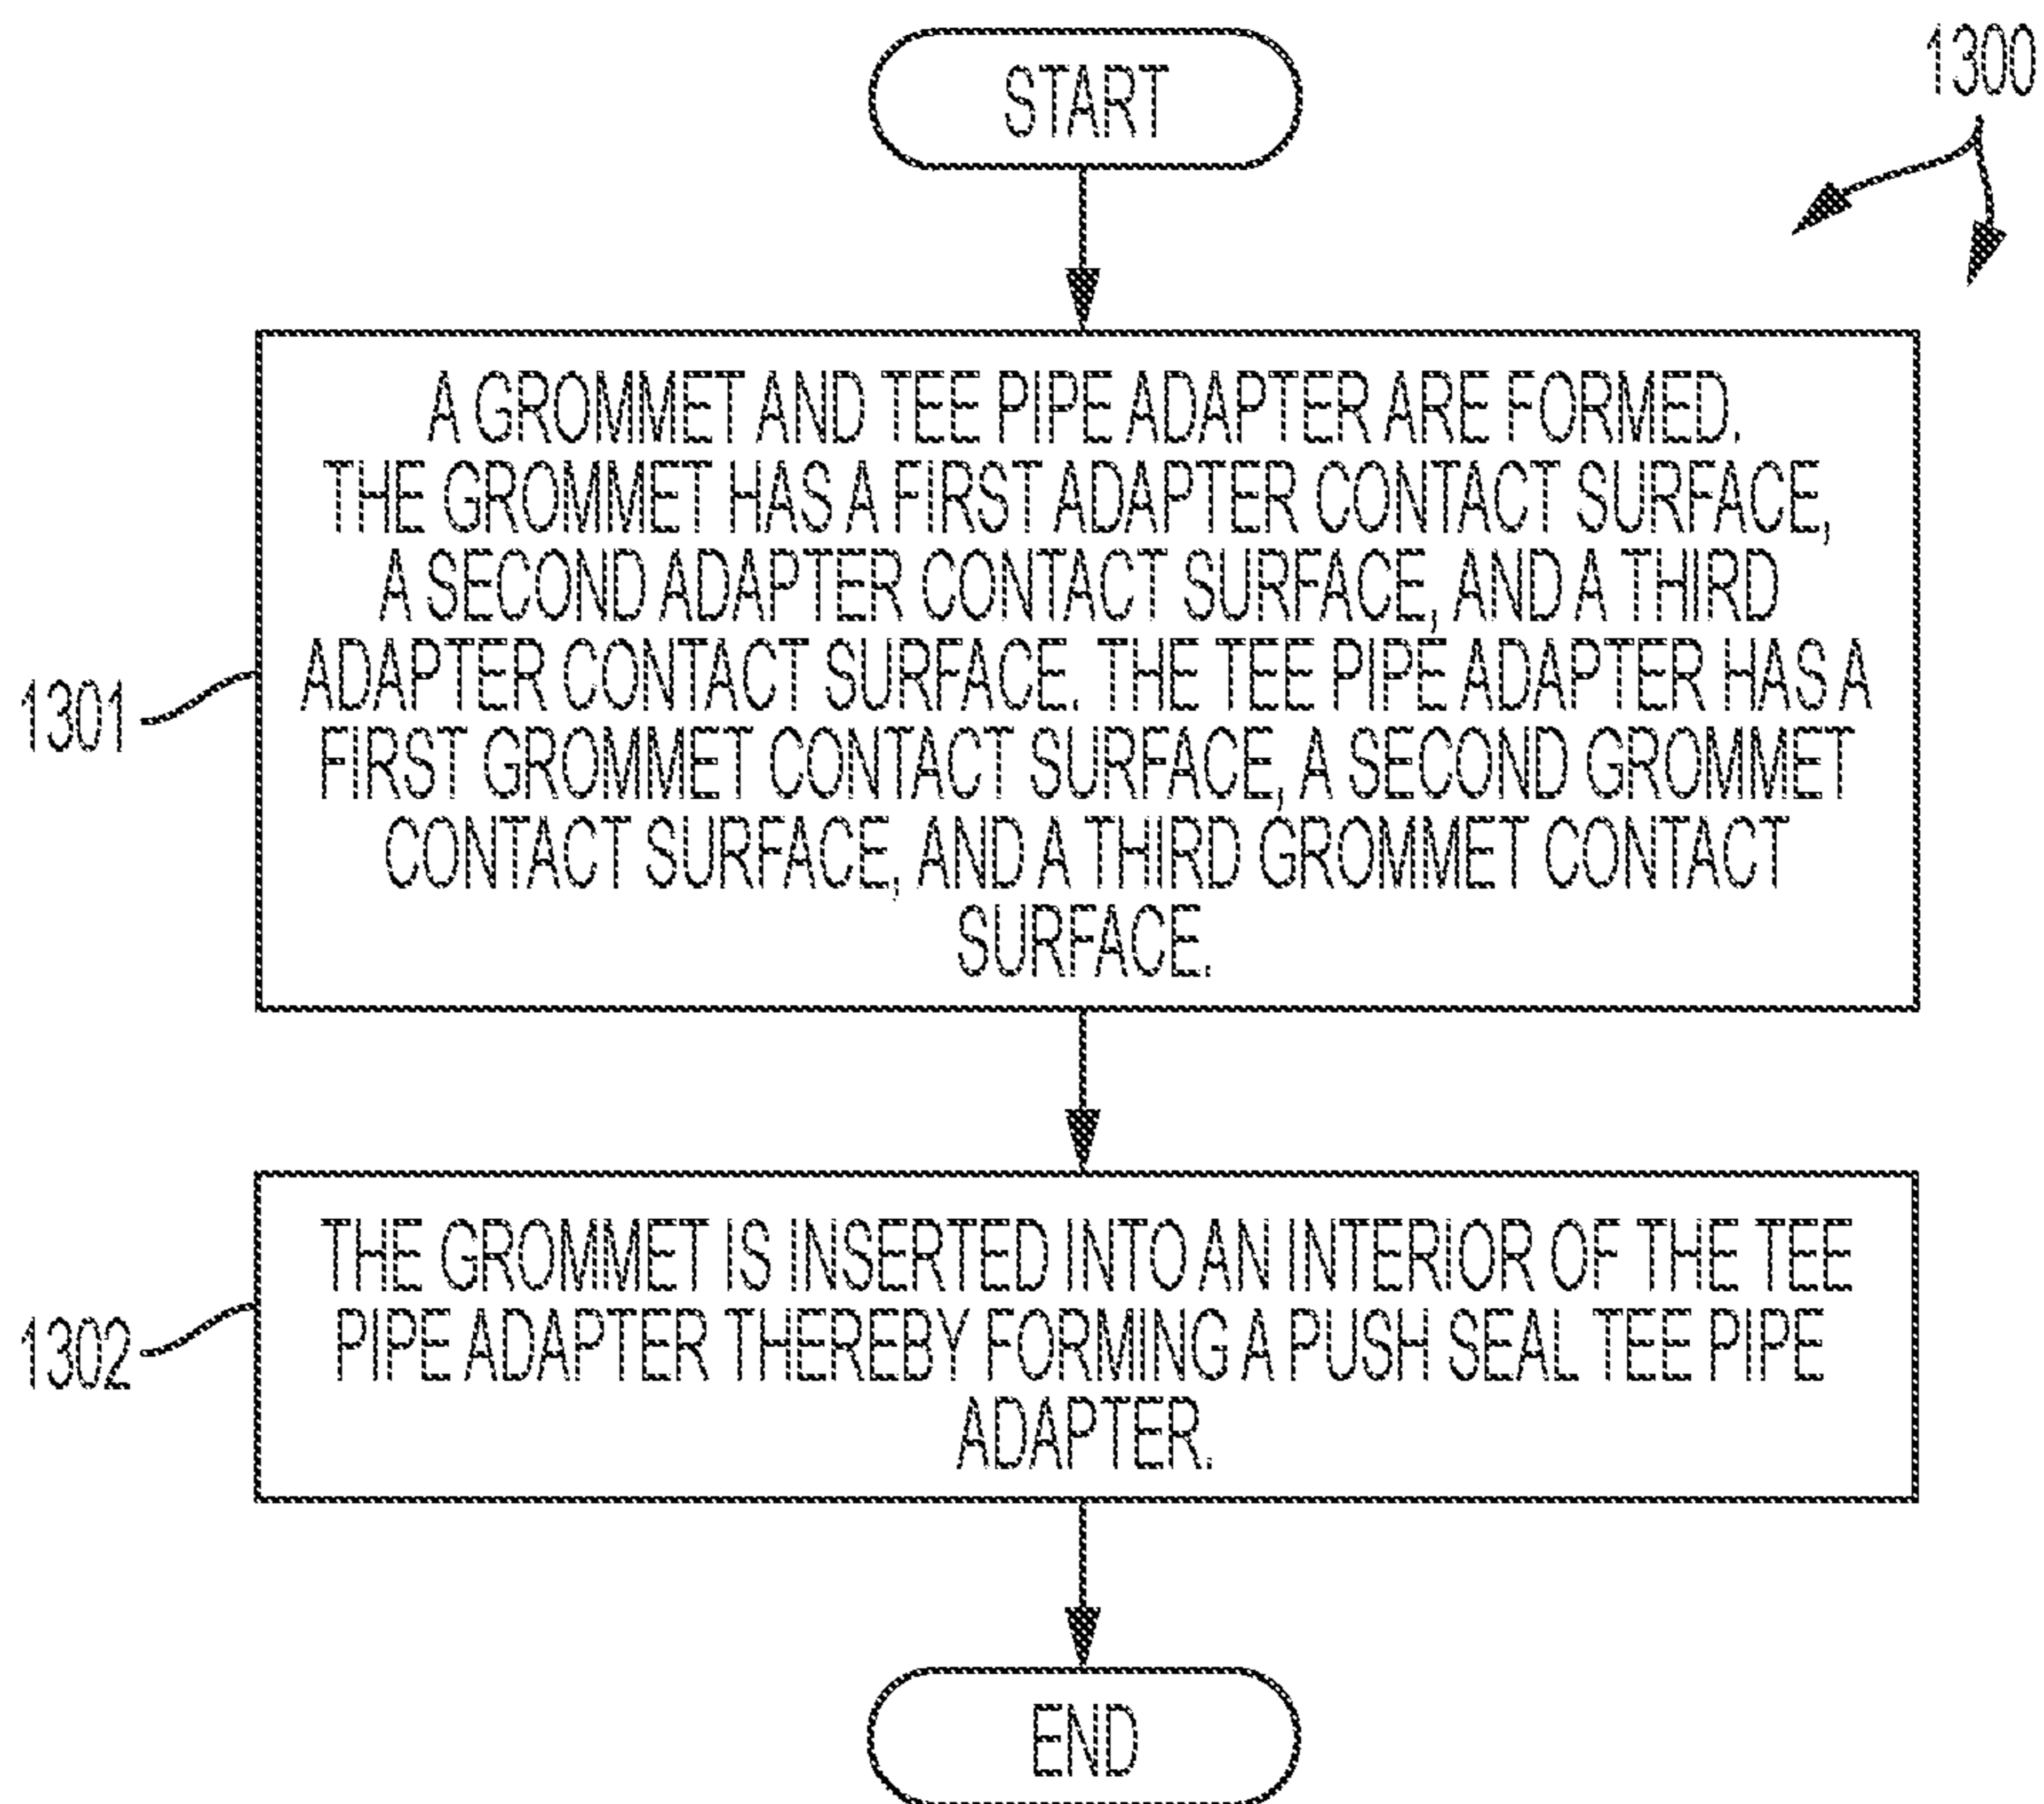 START
1300
A GROMMET AND TEE PIPE ADAPTER ARE FORMED.
THE GROMMET HAS A FIRST ADAPTER CONTACT SURFACE,
A SECOND ADAPTER CONTACT SURFACE, AND A THIRD
ADAPTER CONTACT SURFACE. THE TEE PIPE ADAPTER HAS A
FIRST GROMMET CONTACT SURFACE, A SECOND GROMMET
CONTACT SURFACE, AND A THIRD GROMMET CONTACT
SURFACE.
1301
THE GROMMET IS INSERTED INTO AN INTERIOR OF THE TEE
PIPE ADAPTER THEREBY FORMING A PUSH SEAL TEE PIPE
ADAPTER.
1302
END